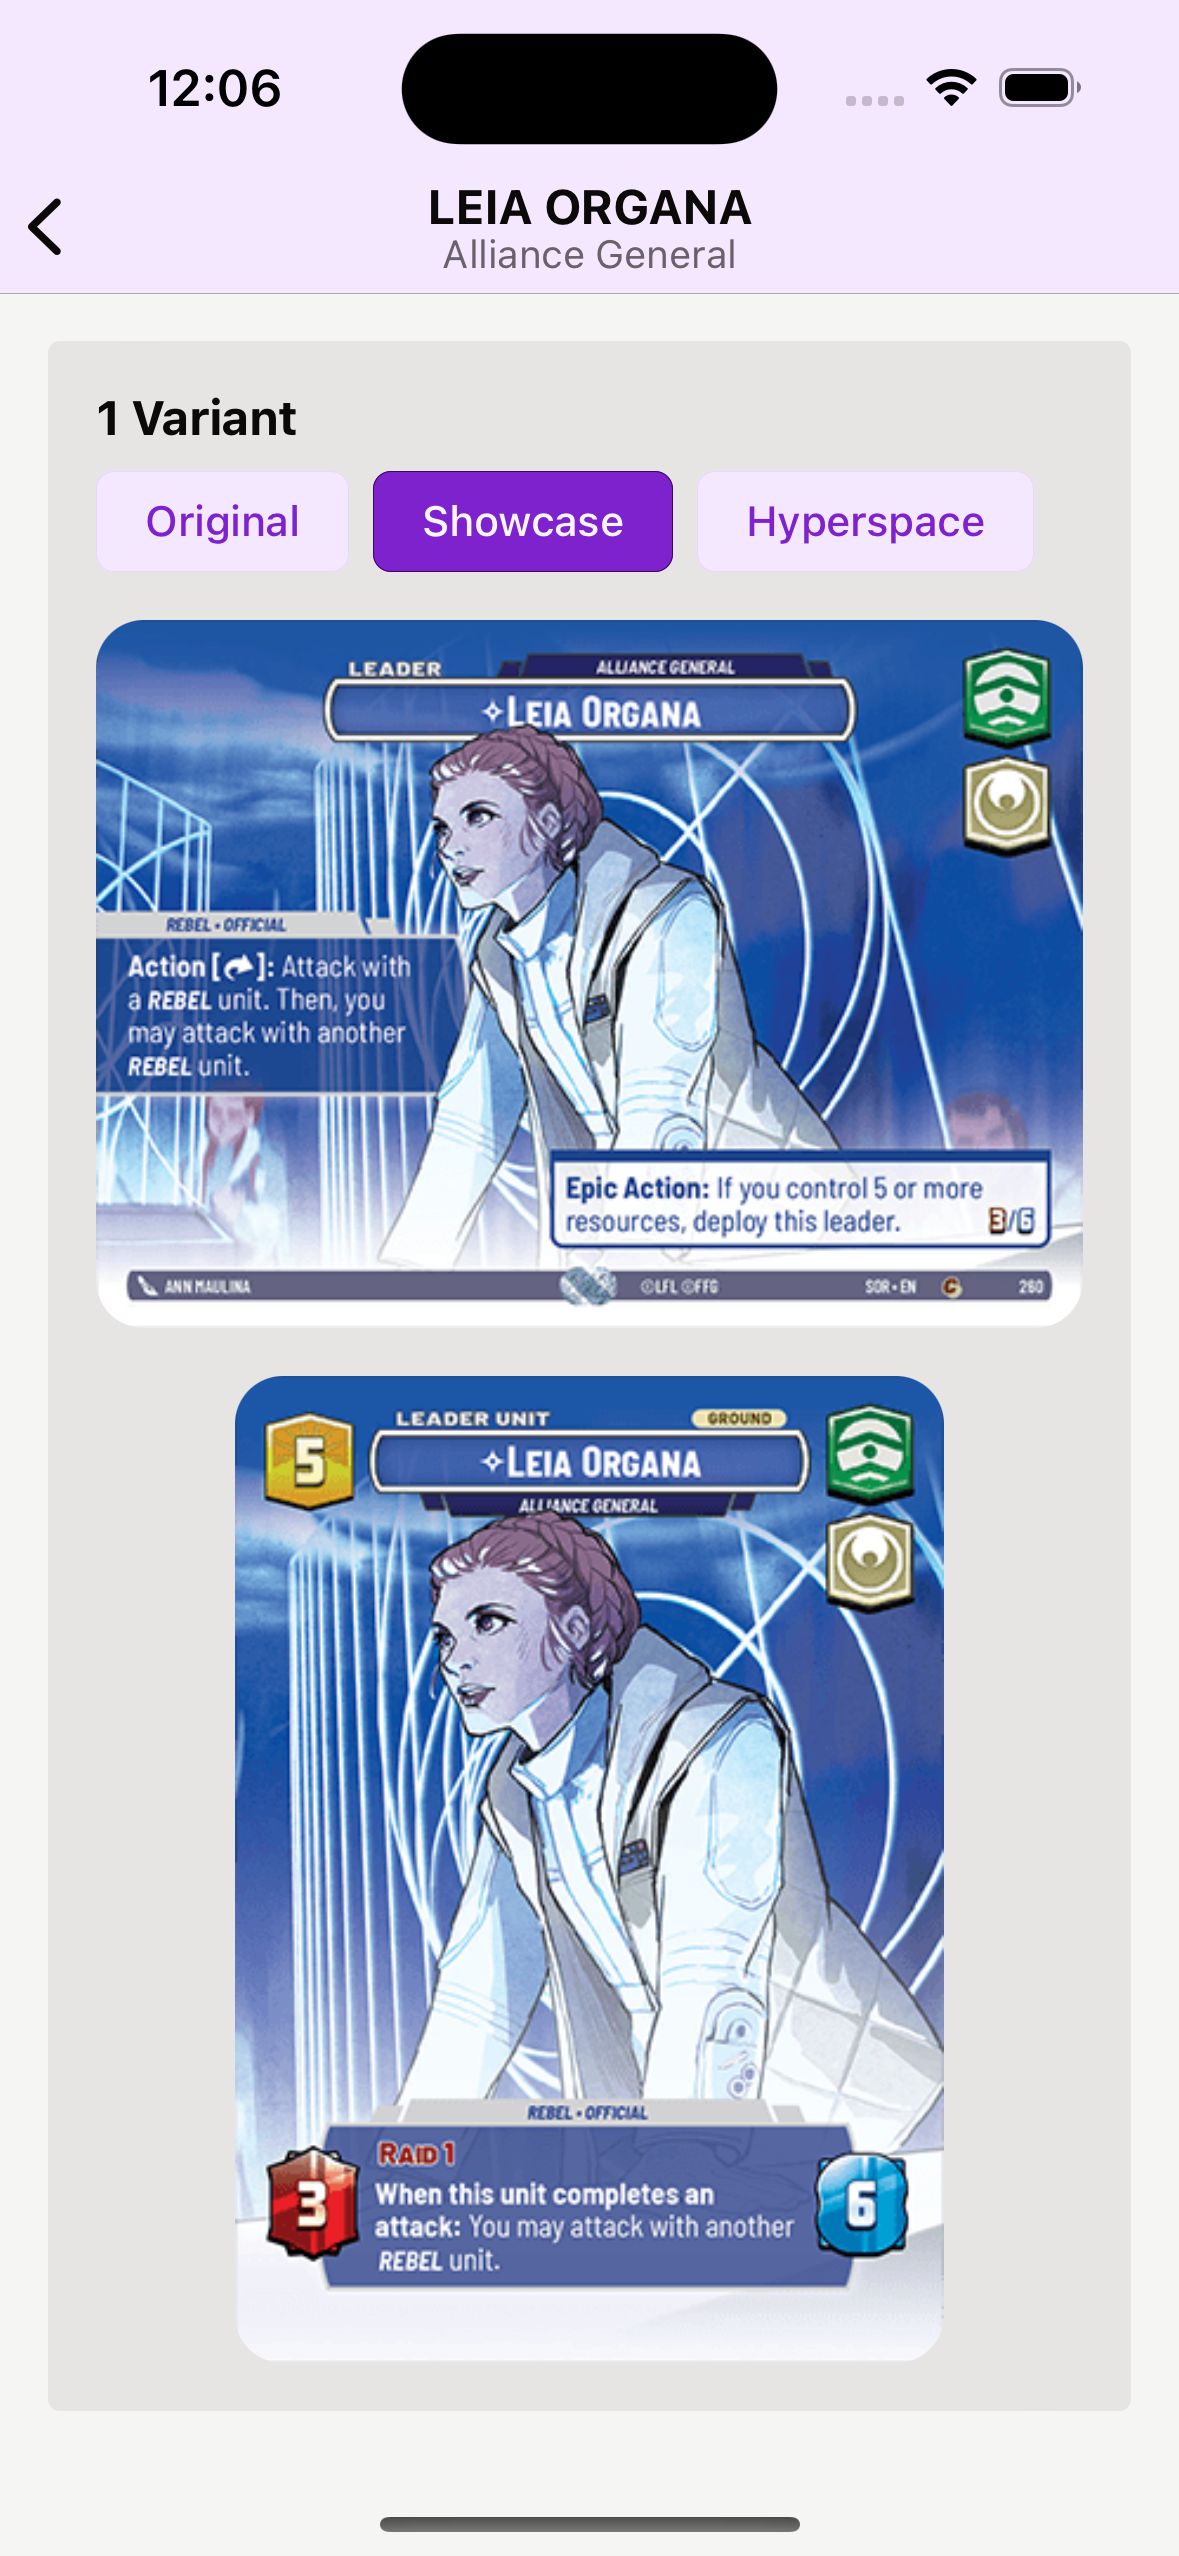 12:06
LEIA ORGANA
Alliance General
1 Variant
Original
Showcase
Hyperspace
LEADER
ALLIANCE GENERAL
LEIA ORGANA
REBEL • OFFICIAL
Action [ ]: Attack with
a REBEL unit. Then, you
may attack with another
REBEL unit.
Epic Action: If you control 5 or more
resources, deploy this leader.
3/6
ANN MAULINA
©LFL ©FFG
SOR • EN
C
260
5
LEADER UNIT
GROUND
LEIA ORGANA
ALLIANCE GENERAL
REBEL • OFFICIAL
RAID 1
3
When this unit completes an
attack: You may attack with another
REBEL unit.
6